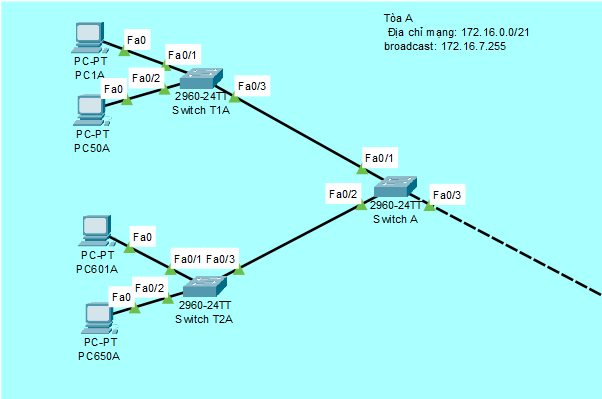 Tòa A
Địa chỉ mạng: 172.16.0.0/21
broadcast: 172.16.7.255
Fa0
Fa0/1
PC-PT
PC1A
Fa0/2
Fa0
2960-24TT
Switch T1A
Fa0/3
PC-PT
PC50A
Fa0/1
Fa0/2
2960-24TT
Switch A
Fa0/3
Fa0
PC-PT
PC601A
Fa0/1
Fa0/3
Fa0/2
Fa0
2960-24TT
Switch T2A
PC-PT
PC650A